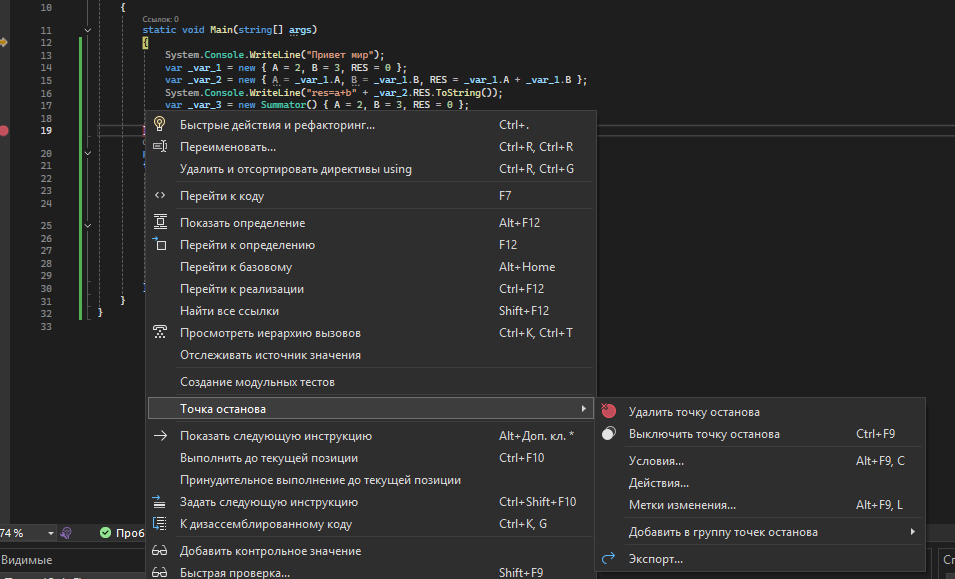 10 {
Ссылок: 0
11 static void Main(string[] args)
12 {
13 System.Console.WriteLine("Привет мир");
14 var _var_1 = new { A = 2, B = 3, RES = 0 };
15 var _var_2 = new { A = _var_1.A, B = _var_1.B, RES = _var_1.A + _var_1.B };
16 System.Console.WriteLine("res=a+b" + _var_2.RES.ToString());
17 var _var_3 = new Summator() { A = 2, B = 3, RES = 0 };
18
19
20
21
22
23
24
25
26
27
28
29
30
31 }
32 }
33
Быстрые действия и рефакторинг... Ctrl+.
Переименовать... Ctrl+R, Ctrl+R
Удалить и отсортировать директивы using Ctrl+R, Ctrl+G
Перейти к коду F7
Показать определение Alt+F12
Перейти к определению F12
Перейти к базовому Alt+Home
Перейти к реализации Ctrl+F12
Найти все ссылки Shift+F12
Просмотреть иерархию вызовов Ctrl+K, Ctrl+T
Отслеживать источник значения
Создание модульных тестов
Точка останова
Показать следующую инструкцию Alt+Доп. кл. *
Выполнить до текущей позиции Ctrl+F10
Принудительное выполнение до текущей позиции
Задать следующую инструкцию Ctrl+Shift+F10
К дизассемблированному коду Ctrl+K, G
Добавить контрольное значение
Быстрая проверка... Shift+F9
Удалить точку останова
Выключить точку останова Ctrl+F9
Условия... Alt+F9, C
Действия...
Метки изменения... Alt+F9, L
Добавить в группу точек останова
Экспорт...
74 % Проб
Видимые